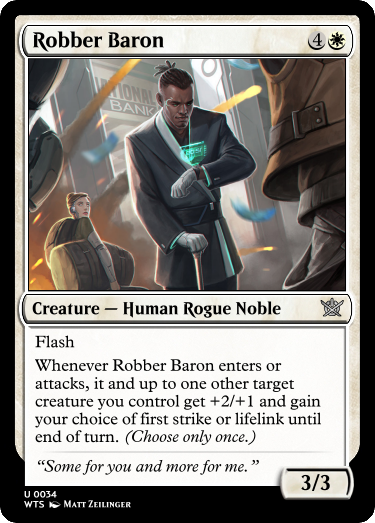 Robber Baron 4
NATIONAL
BANK
Creature — Human Rogue Noble
Flash
Whenever Robber Baron enters or
attacks, it and up to one other target
creature you control get +2/+1 and gain
your choice of first strike or lifelink until
end of turn. (Choose only once.)
“Some for you and more for me.”
3/3
U 0034
WTS Matt Zeilinger